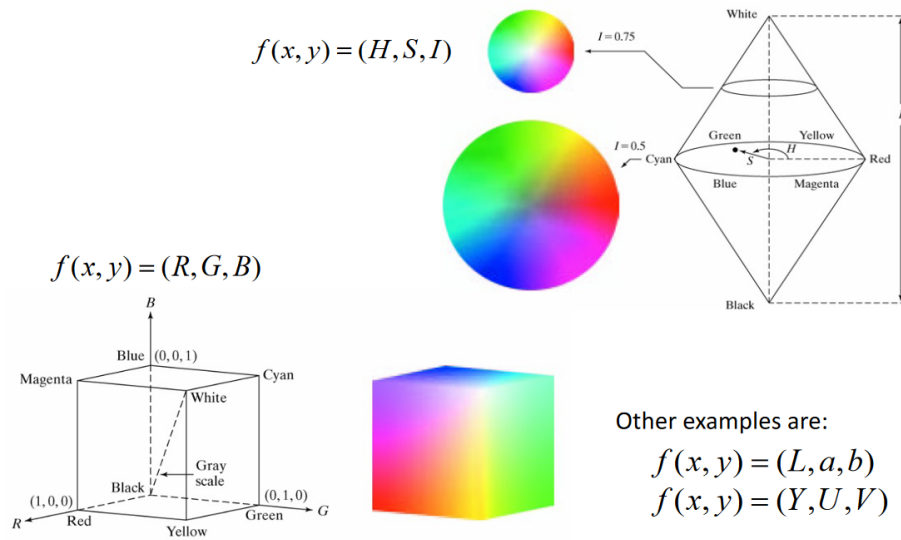 f(x, y) = (H, S, I)
White
I = 0.75
I = 0.5
Green
Yellow
H
S
Cyan
Red
Blue
Magenta
Black
f(x, y) = (R, G, B)
B
Blue
(0, 0, 1)
Magenta
Cyan
White
Gray
scale
Black
(1, 0, 0)
(0, 1, 0)
R
Red
Green
G
Yellow
Other examples are:
f(x, y) = (L, a, b)
f(x, y) = (Y, U, V)